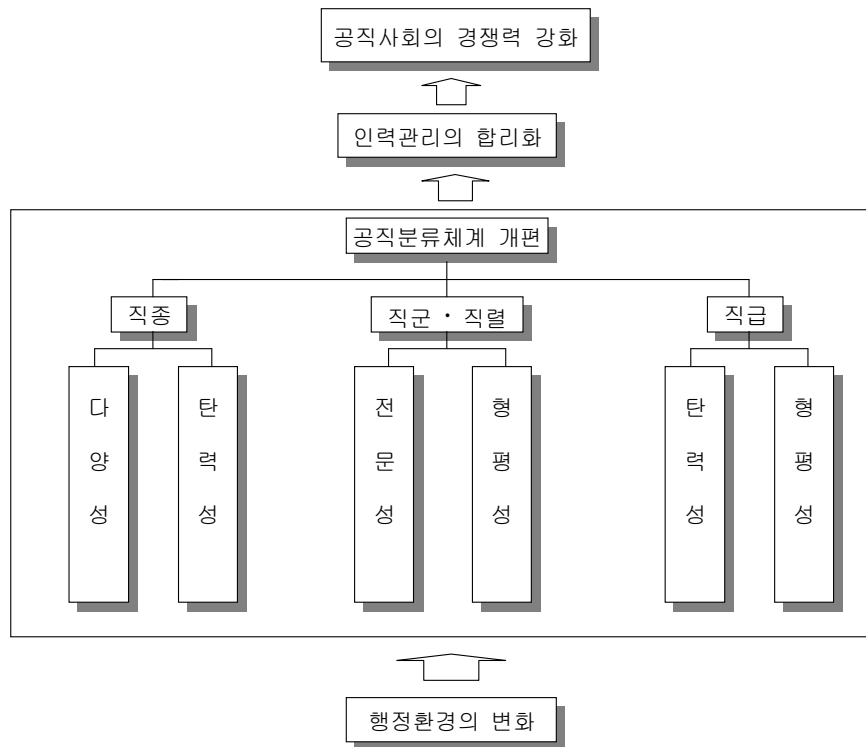 공직사회의 경쟁력 강화
인력관리의 합리화
공직분류체계 개편
직종
직군・직렬
직급
다양성
탄력성
전문성
형평성
탄력성
형평성
행정환경의 변화